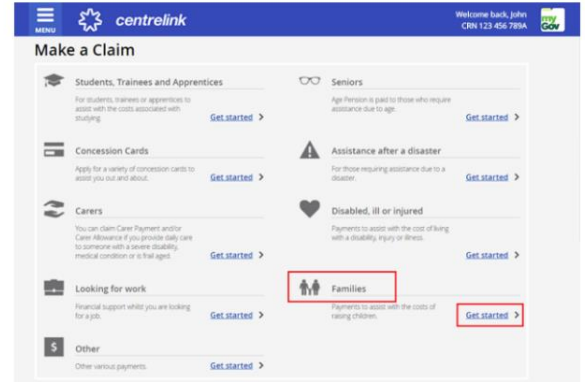 MENU
centrelink
Welcome back, John
CRN 123 456 789A
my
Gov
Make a Claim
Students, Trainees and Apprentices
For students, trainees or apprentices to
assist with the costs associated with
studying.
Get started >
Seniors
Age Pension is paid to those who require
assistance due to age.
Get started >
Concession Cards
Apply for a variety of concession cards to
assist you out and about.
Get started >
Assistance after a disaster
For those requiring assistance due to a
disaster.
Get started >
Carers
You can claim Carer Payment and/or
Carer Allowance if you provide daily care
to someone with a severe disability,
medical condition or is frail aged.
Get started >
Disabled, ill or injured
Payments to assist with the cost of living
with a disability, injury or illness.
Get started >
Looking for work
Financial support whilst you are looking
for a job.
Get started >
Families
Payments to assist with the costs of
raising children.
Get started >
$
Other
Other various payments.
Get started >